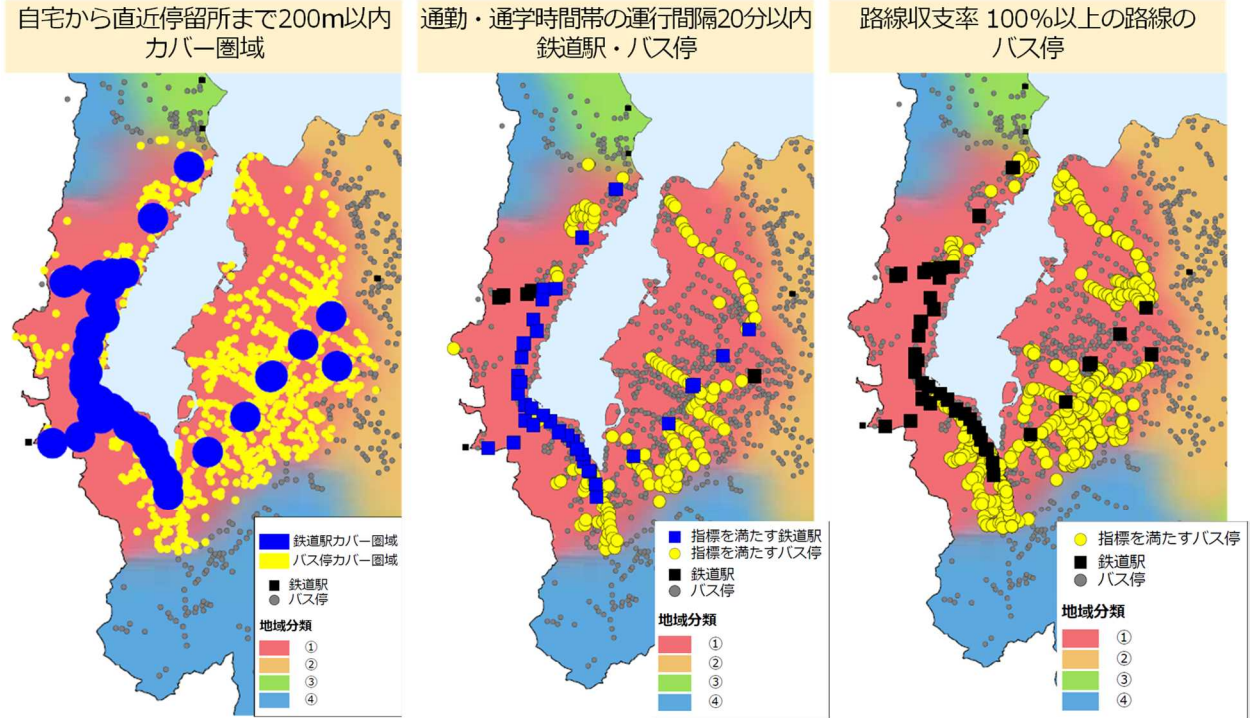 自宅から直近停留所まで200m以内
カバー圏域
鉄道駅カバー圏域
バス停カバー圏域
鉄道駅
バス停
地域分類
①
②
③
④
通勤・通学時間帯の運行間隔20分以内
鉄道駅・バス停
指標を満たす鉄道駅
指標を満たすバス停
鉄道駅
バス停
地域分類
①
②
③
④
路線収支率 100%以上の路線の
バス停
指標を満たすバス停
鉄道駅
バス停
地域分類
①
②
③
④